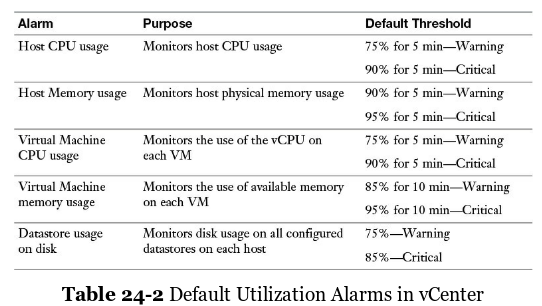 Alarm Purpose Default Threshold
Host CPU usage Monitors host CPU usage 75% for 5 min—Warning
90% for 5 min—Critical
Host Memory usage Monitors host physical memory usage 90% for 5 min—Warning
95% for 5 min—Critical
Virtual Machine Monitors the use of the vCPU on 75% for 5 min—Warning
CPU usage each VM 90% for 5 min—Critical
Virtual Machine Monitors the use of available memory 85% for 10 min—Warning
memory usage on each VM 95% for 10 min—Critical
Datastore usage Monitors disk usage on all configured 75%—Warning
on disk datastores on each host 85%—Critical
Table 24-2 Default Utilization Alarms in vCenter